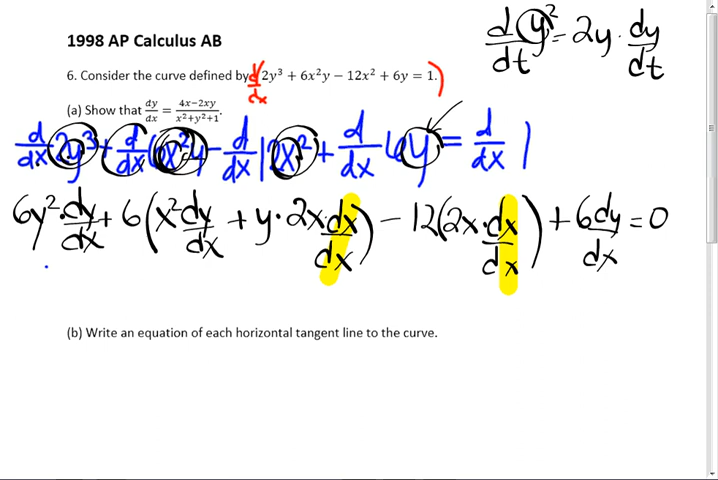 1998 AP Calculus AB
d/dt y² = 2y · dy/dt
6. Consider the curve defined by d/dx(2y³ + 6x²y − 12x² + 6y = 1.)
(a) Show that dy/dx = (4x−2xy)/(x²+y²+1).
d/dx 2y³ + d/dx (6x²y − d/dx 12x² + d/dx 6y = d/dx 1
6y² · dy/dx + 6(x² dy/dx + y · 2x dx/dx) − 12(2x · dx/dx) + 6 dy/dx = 0
(b) Write an equation of each horizontal tangent line to the curve.